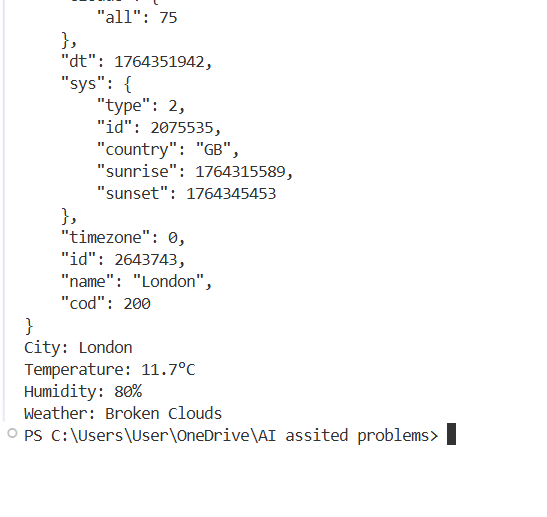 "all": 75
},
"dt": 1764351942,
"sys": {
"type": 2,
"id": 2075535,
"country": "GB",
"sunrise": 1764315589,
"sunset": 1764345453
},
"timezone": 0,
"id": 2643743,
"name": "London",
"cod": 200
}
City: London
Temperature: 11.7°C
Humidity: 80%
Weather: Broken Clouds
PS C:\Users\User\OneDrive\AI assited problems>